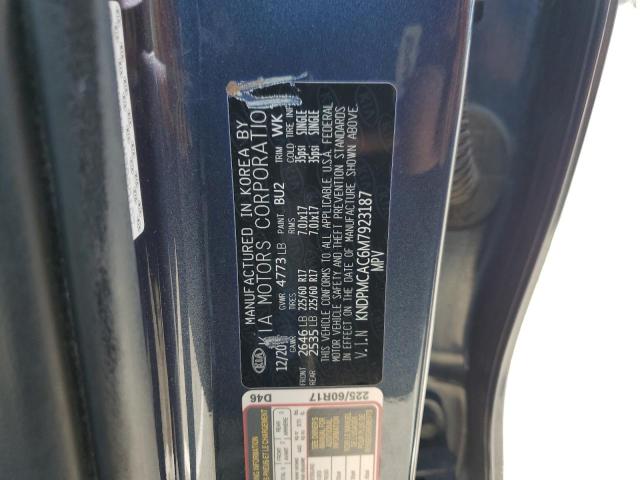 MANUFACTURED IN KOREA BY
KIA KIA MOTORS CORPORATIO
GVWR 4773 LB PAINT BU2 TRIM WK
GAWR TIRES RIMS COLD TIRE INF
FRONT 2646 LB 225/60 R17 7.0Jx17 35psi SINGLE
REAR 2535 LB 225/60 R17 7.0Jx17 35psi SINGLE
THIS VEHICLE CONFORMS TO ALL APPLICABLE U.S.A. FEDERAL
MOTOR VEHICLE SAFETY AND THEFT PREVENTION STANDARDS
IN EFFECT ON THE DATE OF MANUFACTURE SHOWN ABOVE.
V.I.N KNDPMCAC6M7923187
MPV
D46
225/60R17